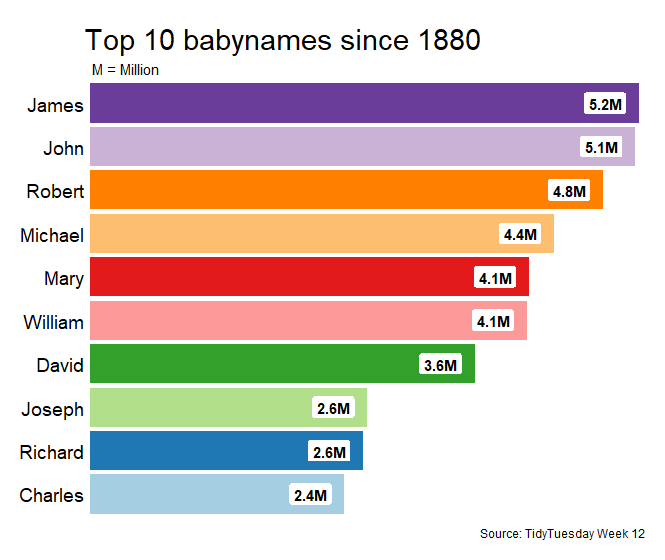 Top 10 babynames since 1880
M = Million
James 5.2M
John 5.1M
Robert 4.8M
Michael 4.4M
Mary 4.1M
William 4.1M
David 3.6M
Joseph 2.6M
Richard 2.6M
Charles 2.4M
Source: TidyTuesday Week 12